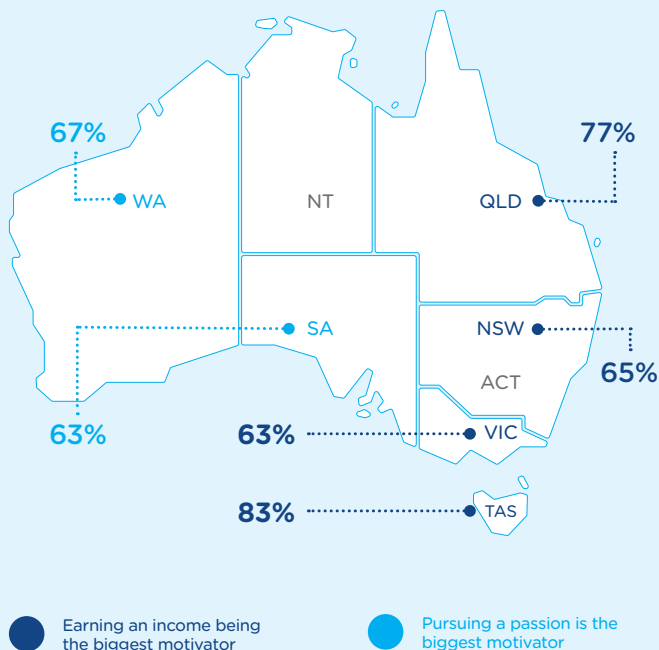 67%
77%
WA
NT
QLD
SA
NSW
ACT
65%
63%
63%
VIC
83%
TAS
Earning an income being
the biggest motivator
Pursuing a passion is the
biggest motivator